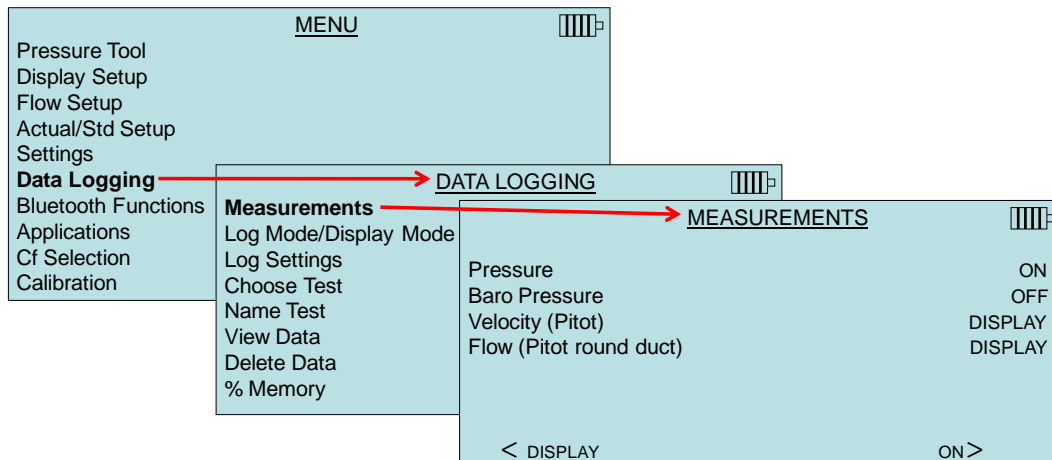 MENU
Pressure Tool
Display Setup
Flow Setup
Actual/Std Setup
Settings
Data Logging
Bluetooth Functions
Applications
Cf Selection
Calibration
DATA LOGGING
Measurements
Log Mode/Display Mode
Log Settings
Choose Test
Name Test
View Data
Delete Data
% Memory
MEASUREMENTS
Pressure ON
Baro Pressure OFF
Velocity (Pitot) DISPLAY
Flow (Pitot round duct) DISPLAY
< DISPLAY ON >